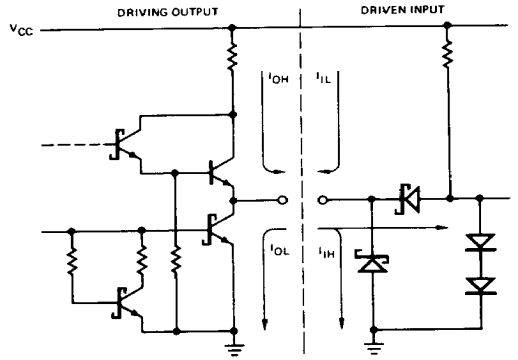 DRIVING OUTPUT
DRIVEN INPUT
VCC
IOH
IIL
IOL
IIH